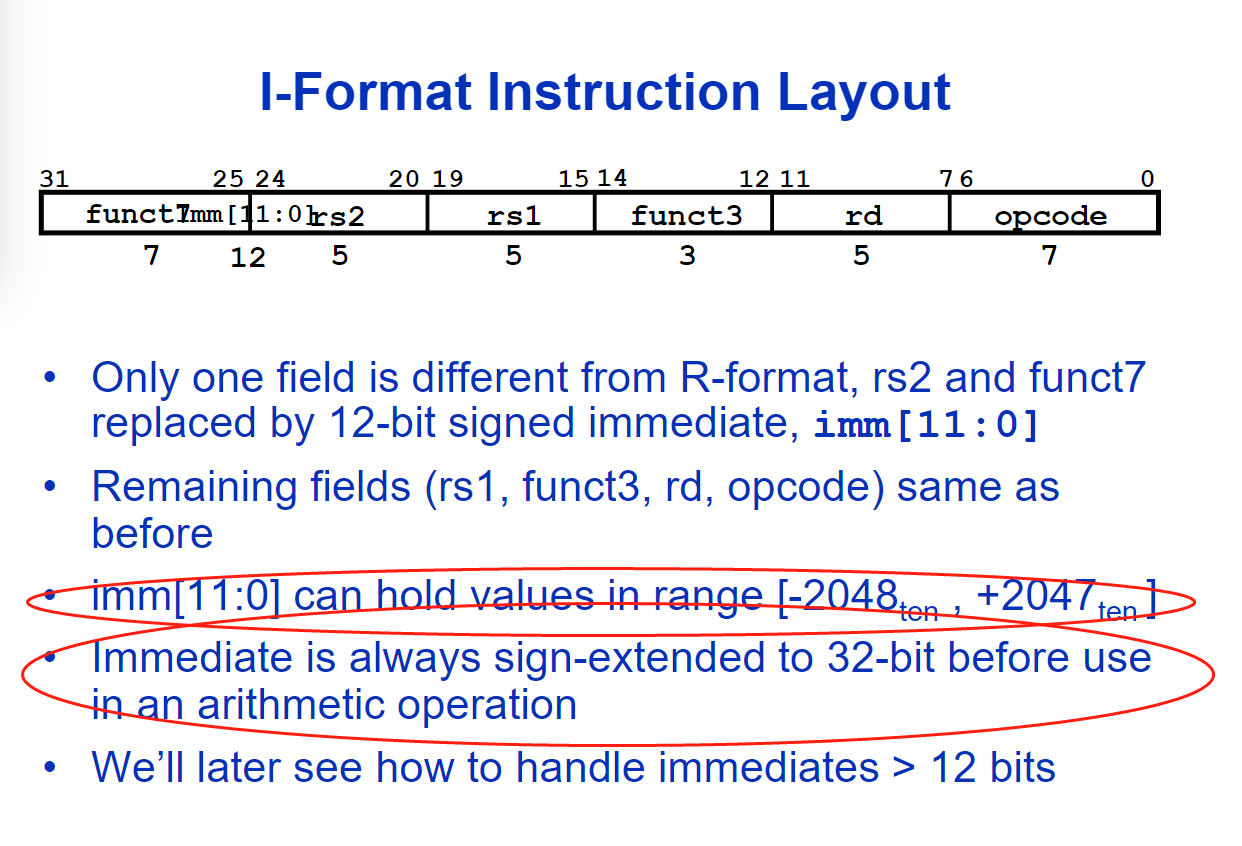 I-Format Instruction Layout
31 25 24 20 19 15 14 12 11 7 6 0
funct7 imm[11:0] rs2 rs1 funct3 rd opcode
7 12 5 5 3 5 7
• Only one field is different from R-format, rs2 and funct7
replaced by 12-bit signed immediate, imm[11:0]
• Remaining fields (rs1, funct3, rd, opcode) same as
before
• imm[11:0] can hold values in range [-2048ten , +2047ten ]
• Immediate is always sign-extended to 32-bit before use
in an arithmetic operation
• We’ll later see how to handle immediates > 12 bits